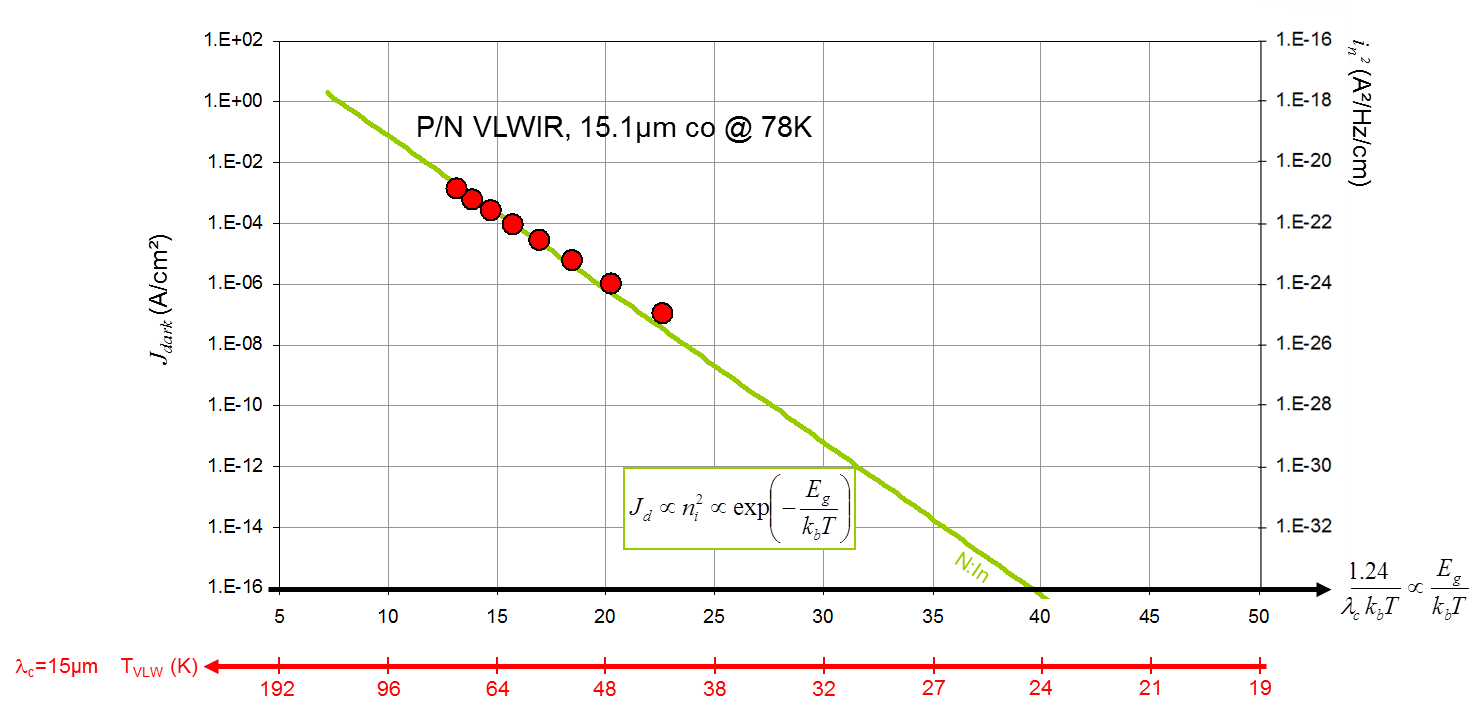 1.E+02
1.E+00
1.E-02
1.E-04
1.E-06
1.E-08
1.E-10
1.E-12
1.E-14
1.E-16
J_dark (A/cm²)
P/N VLWIR, 15.1µm co @ 78K
1.E-16
1.E-18
1.E-20
1.E-22
1.E-24
1.E-26
1.E-28
1.E-30
1.E-32
i_n² (A²/Hz/cm)
J_d ∝ n_i² ∝ exp(−E_g/k_bT)
N:In
5 10 15 20 25 30 35 40 45 50
1.24/λ_c k_bT ∝ E_g/k_bT
λc=15µm T_VLW (K)
192 96 64 48 38 32 27 24 21 19